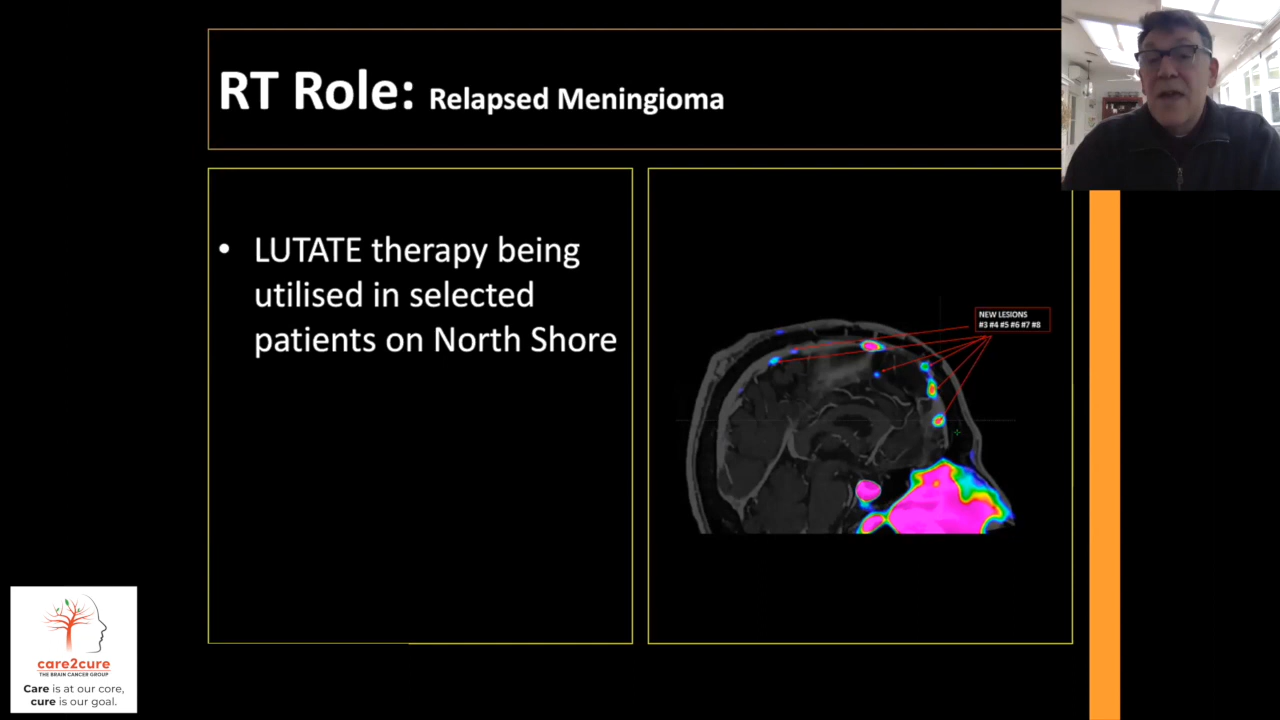 RT Role: Relapsed Meningioma
• LUTATE therapy being
utilised in selected
patients on North Shore
NEW LESIONS
#3 #4 #5 #6 #7 #8
care2cure
THE BRAIN CANCER GROUP
Care is at our core,
cure is our goal.